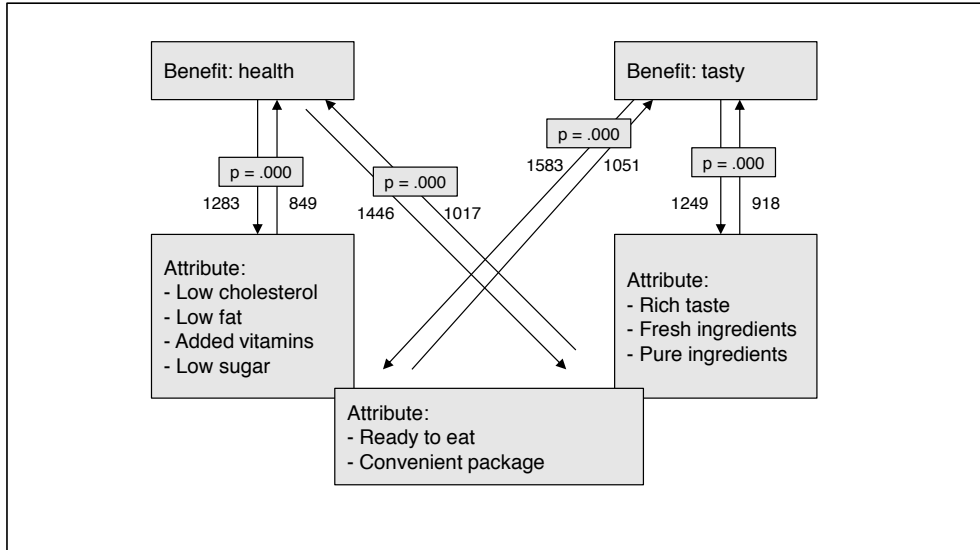 Benefit: health
Benefit: tasty
p = .000
1583
1051
p = .000
p = .000
p = .000
1283
849
1446
1017
1249
918
Attribute:
- Low cholesterol
- Low fat
- Added vitamins
- Low sugar
Attribute:
- Rich taste
- Fresh ingredients
- Pure ingredients
Attribute:
- Ready to eat
- Convenient package